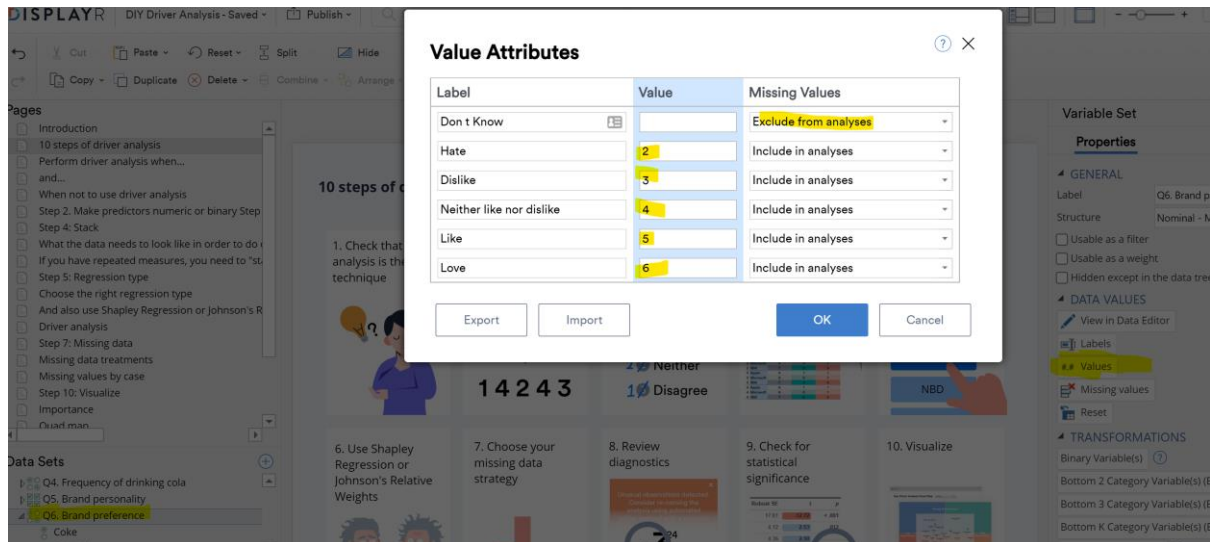 DISPLAYR DIY Driver Analysis - Saved Publish
Cut Paste Reset Split Hide
Copy Duplicate Delete Combine Arrange
Value Attributes
Label Value Missing Values
Don t Know Exclude from analyses
Hate 2 Include in analyses
Dislike 3 Include in analyses
Neither like nor dislike 4 Include in analyses
Like 5 Include in analyses
Love 6 Include in analyses
Export Import OK Cancel
Pages
Introduction
10 steps of driver analysis
Perform driver analysis when...
and...
When not to use driver analysis
Step 2. Make predictors numeric or binary Step
Step 4: Stack
What the data needs to look like in order to do
If you have repeated measures, you need to "st
Step 5: Regression type
Choose the right regression type
And also use Shapley Regression or Johnson's R
Driver analysis
Step 7: Missing data
Missing data treatments
Missing values by case
Step 10: Visualize
Importance
Quad map
Data Sets
Q4. Frequency of drinking cola
Q5. Brand personality
Q6. Brand preference
Coke
10 steps of
1. Check that
analysis is the
technique
1 4 2 4 3
Neither
Disagree
NBD
6. Use Shapley
Regression or
Johnson's Relative
Weights
7. Choose your
missing data
strategy
8. Review
diagnostics
9. Check for
statistical
significance
10. Visualize
Variable Set
Properties
GENERAL
Label Q6. Brand p
Structure Nominal - M
Usable as a filter
Usable as a weight
Hidden except in the data tree
DATA VALUES
View in Data Editor
Labels
Values
Missing values
Reset
TRANSFORMATIONS
Binary Variable(s)
Bottom 2 Category Variable(s) (E
Bottom 3 Category Variable(s) (E
Bottom K Category Variable(s) (E